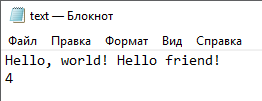 text — Блокнот
Файл Правка Формат Вид Справка
Hello, world! Hello friend!
4